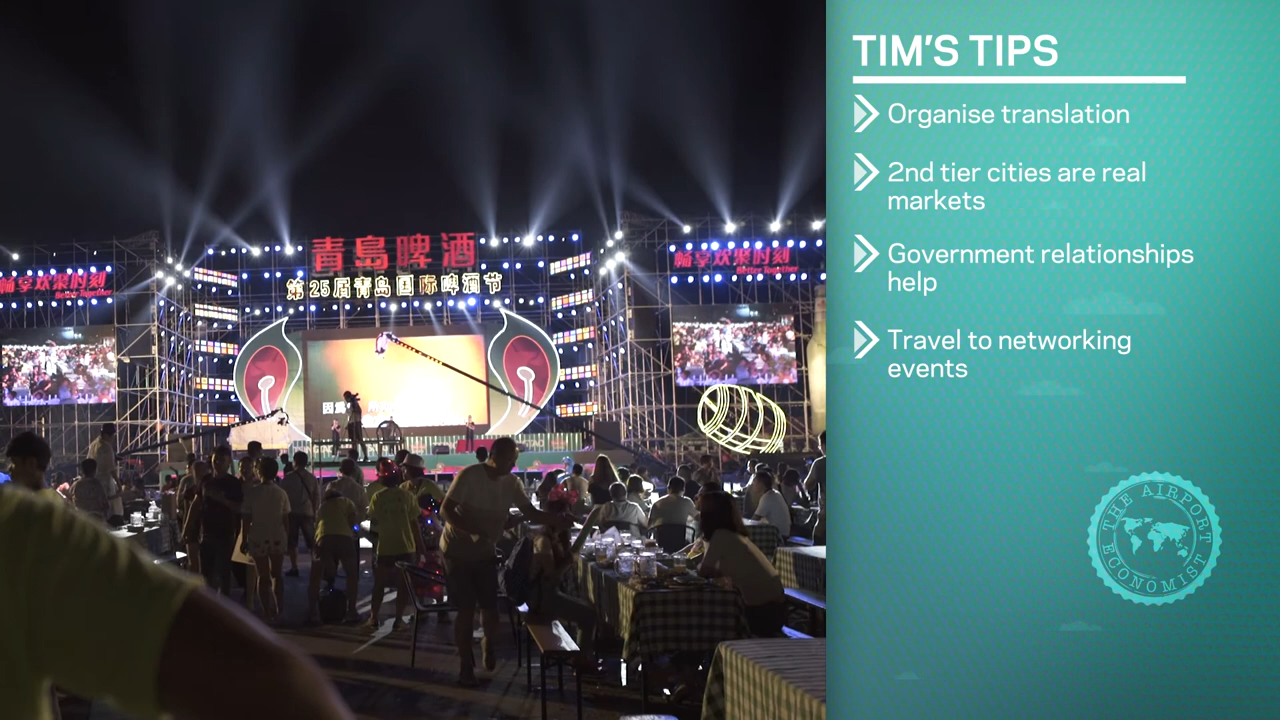 青島啤酒
第25届青岛国际啤酒节
畅享欢聚时刻
Better Together
畅享欢聚时刻
Better Together
TIM'S TIPS
Organise translation
2nd tier cities are real
markets
Government relationships
help
Travel to networking
events
THE AIRPORT
ECONOMIST